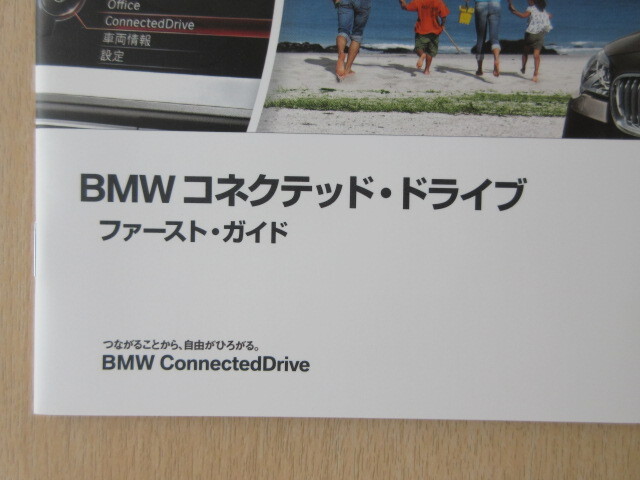 Office
ConnectedDrive
車両情報
設定
BMW コネクテッド・ドライブ
ファースト・ガイド
つながることから、自由がひろがる。
BMW ConnectedDrive